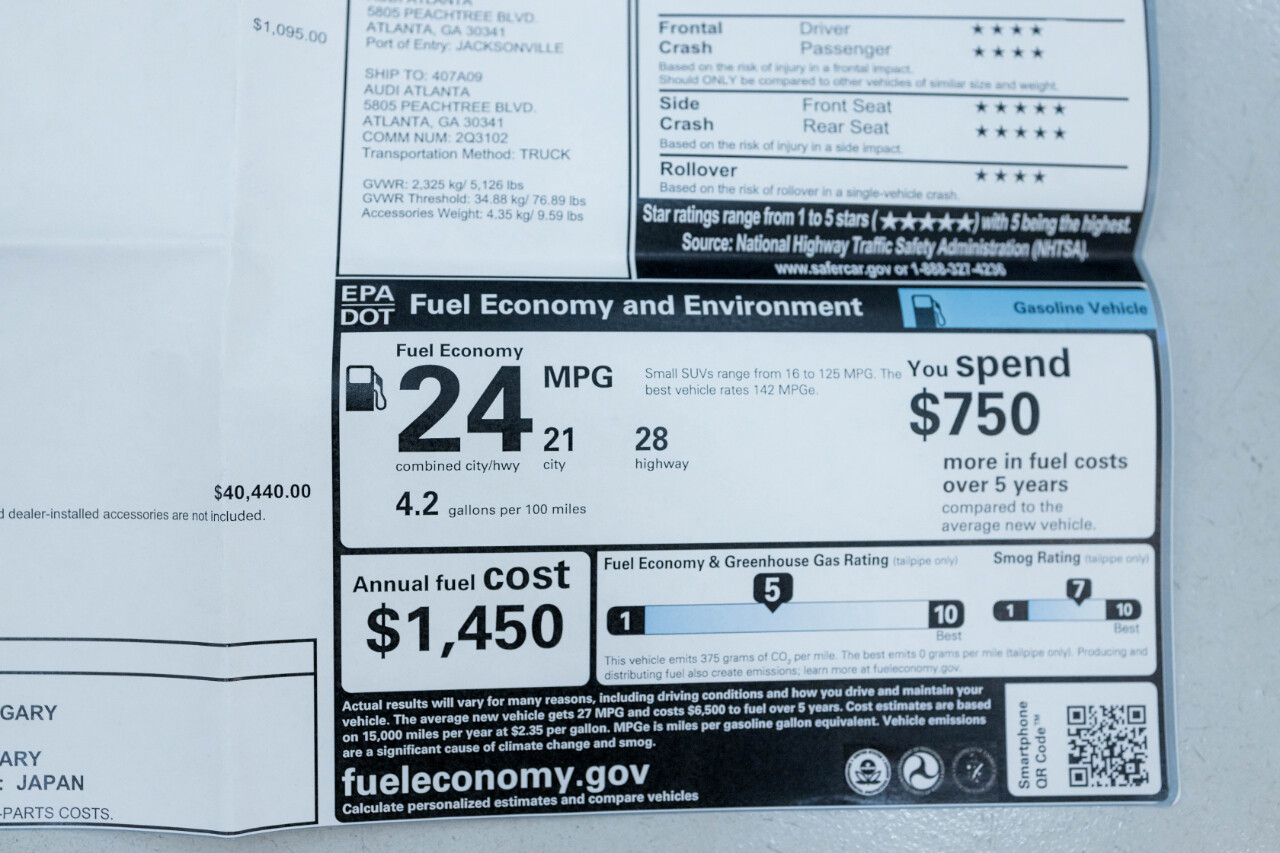 $1,095.00
5805 PEACHTREE BLVD.
ATLANTA, GA 30341
Port of Entry: JACKSONVILLE
SHIP TO: 407A09
AUDI ATLANTA
5805 PEACHTREE BLVD.
ATLANTA, GA 30341
COMM NUM: 2Q3102
Transportation Method: TRUCK
GVWR: 2,325 kg/ 5,126 lbs
GVWR Threshold: 34.88 kg/ 76.89 lbs
Accessories Weight: 4.35 kg/ 9.59 lbs
Frontal Driver ★★★★
Crash Passenger ★★★★
Based on the risk of injury in a frontal impact.
Should ONLY be compared to other vehicles of similar size and weight.
Side Front Seat ★★★★★
Crash Rear Seat ★★★★★
Based on the risk of injury in a side impact.
Rollover ★★★★
Based on the risk of rollover in a single-vehicle crash.
Star ratings range from 1 to 5 stars (★★★★★) with 5 being the highest.
Source: National Highway Traffic Safety Administration (NHTSA).
www.safercar.gov or 1-888-327-4236
$40,440.00
dealer-installed accessories are not included.
GARY
ARY
: JAPAN
-PARTS COSTS.
EPA
DOT
Fuel Economy and Environment
Gasoline Vehicle
Fuel Economy
24 MPG
combined city/hwy
21
city
28
highway
4.2 gallons per 100 miles
Small SUVs range from 16 to 125 MPG. The
best vehicle rates 142 MPGe.
You spend
$750
more in fuel costs
over 5 years
compared to the
average new vehicle.
Annual fuel cost
$1,450
Fuel Economy & Greenhouse Gas Rating (tailpipe only)
5
1 10
Best
Smog Rating (tailpipe only)
7
1 10
Best
This vehicle emits 375 grams of CO₂ per mile. The best emits 0 grams per mile (tailpipe only). Producing and
distributing fuel also create emissions; learn more at fueleconomy.gov.
Actual results will vary for many reasons, including driving conditions and how you drive and maintain your
vehicle. The average new vehicle gets 27 MPG and costs $6,500 to fuel over 5 years. Cost estimates are based
on 15,000 miles per year at $2.35 per gallon. MPGe is miles per gasoline gallon equivalent. Vehicle emissions
are a significant cause of climate change and smog.
fueleconomy.gov
Calculate personalized estimates and compare vehicles
Smartphone
QR Code™